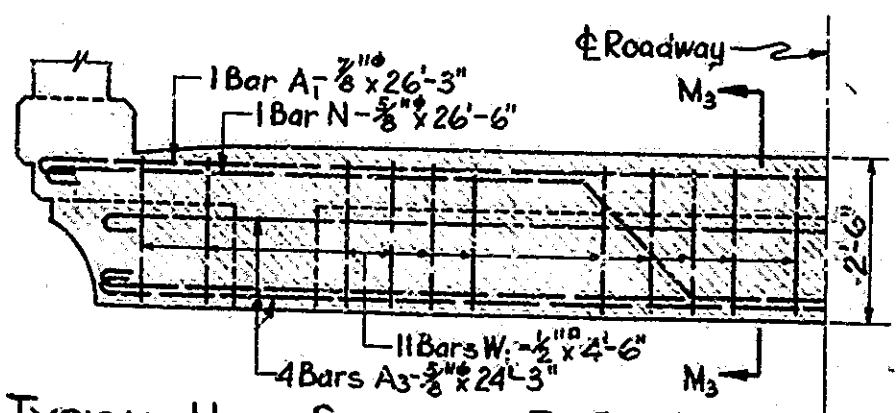 ℄ Roadway
1 Bar A₁-⅞"ϕ x 26'-3"
M₃
1 Bar N-⅝"ϕ x 26'-6"
2'-6"
11 Bars W₁-½"□ x 4'-6"
4 Bars A₃-⅝"ϕ x 24'-3"
M₃